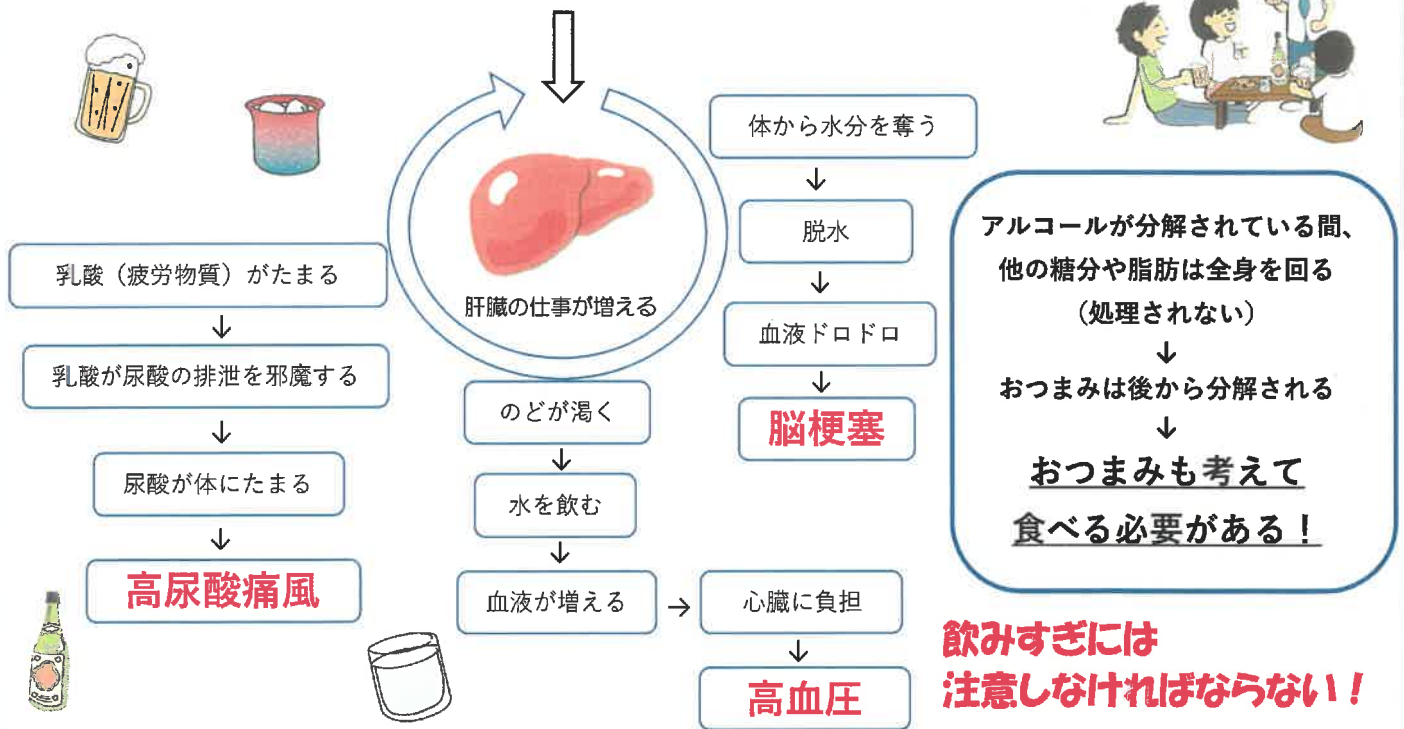 肝臓の仕事が増える
乳酸（疲労物質）がたまる
↓
乳酸が尿酸の排泄を邪魔する
↓
尿酸が体にたまる
↓
高尿酸痛風
のどが渇く
↓
水を飲む
↓
血液が増える
→
心臓に負担
↓
高血圧
体から水分を奪う
↓
脱水
↓
血液ドロドロ
↓
脳梗塞
アルコールが分解されている間、
他の糖分や脂肪は全身を回る
（処理されない）
↓
おつまみは後から分解される
↓
おつまみも考えて
食べる必要がある！
飲みすぎには
注意しなければならない！